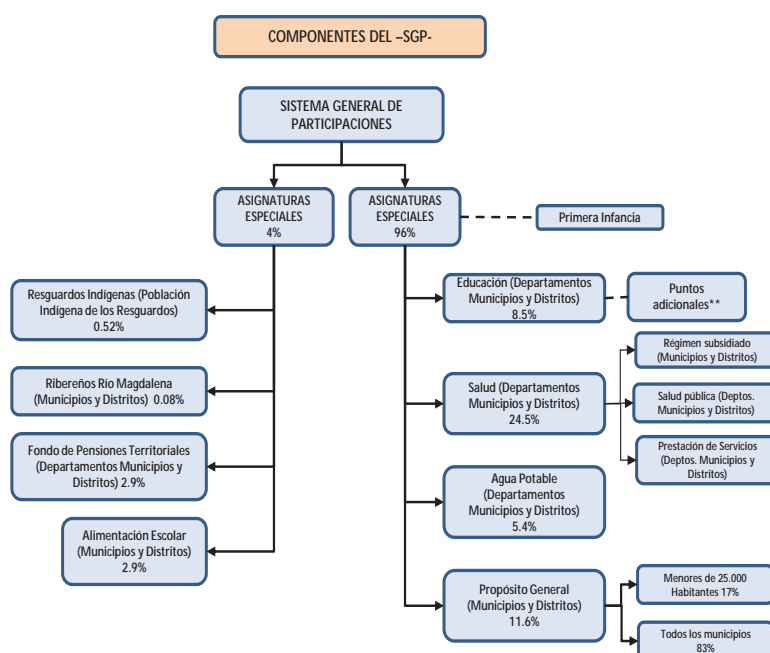 COMPONENTES DEL –SGP-
SISTEMA GENERAL DE
PARTICIPACIONES
ASIGNATURAS
ESPECIALES
4%
ASIGNATURAS
ESPECIALES
96%
Primera Infancia
Resguardos Indígenas (Población
Indígena de los Resguardos)
0.52%
Ribereños Río Magdalena
(Municipios y Distritos) 0.08%
Fondo de Pensiones Territoriales
(Departamentos Municipios y
Distritos) 2.9%
Alimentación Escolar
(Municipios y Distritos)
2.9%
Educación (Departamentos
Municipios y Distritos)
8.5%
Puntos
adicionales**
Salud (Departamentos
Municipios y Distritos)
24.5%
Régimen subsidiado
(Municipios y Distritos)
Salud pública (Deptos.
Municipios y Distritos)
Prestación de Servicios
(Deptos. Municipios y
Distritos)
Agua Potable
(Departamentos
Municipios y Distritos)
5.4%
Propósito General
(Municipios y Distritos)
11.6%
Menores de 25.000
Habitantes 17%
Todos los municipios
83%